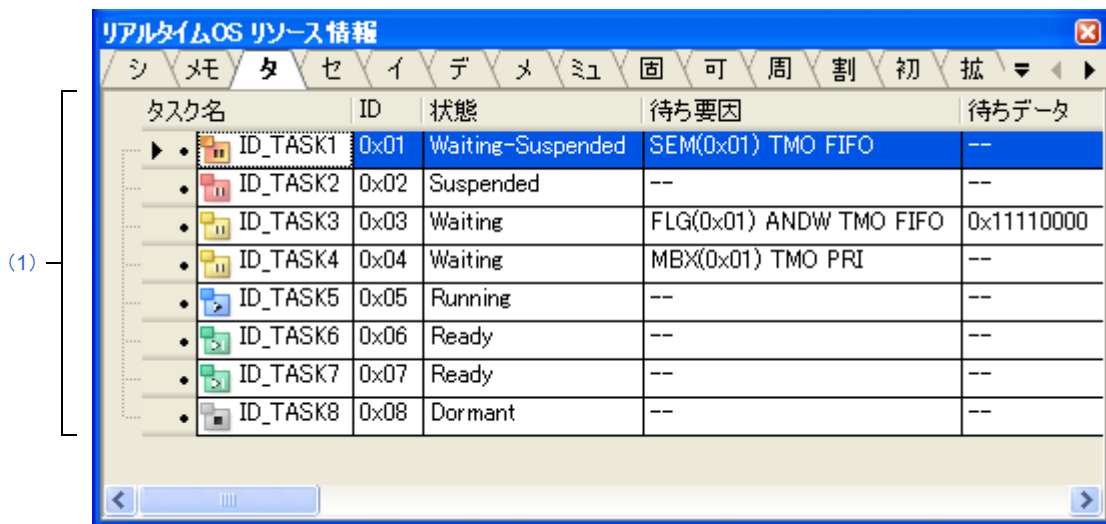 リアルタイムOS リソース情報
シ メモ タ セ イ デ メ ミュ 固 可 周 割 初 拡
タスク名 ID 状態 待ち要因 待ちデータ
ID_TASK1 0x01 Waiting-Suspended SEM(0x01) TMO FIFO --
ID_TASK2 0x02 Suspended -- --
ID_TASK3 0x03 Waiting FLG(0x01) ANDW TMO FIFO 0x11110000
(1)
ID_TASK4 0x04 Waiting MBX(0x01) TMO PRI --
ID_TASK5 0x05 Running -- --
ID_TASK6 0x06 Ready -- --
ID_TASK7 0x07 Ready -- --
ID_TASK8 0x08 Dormant -- --